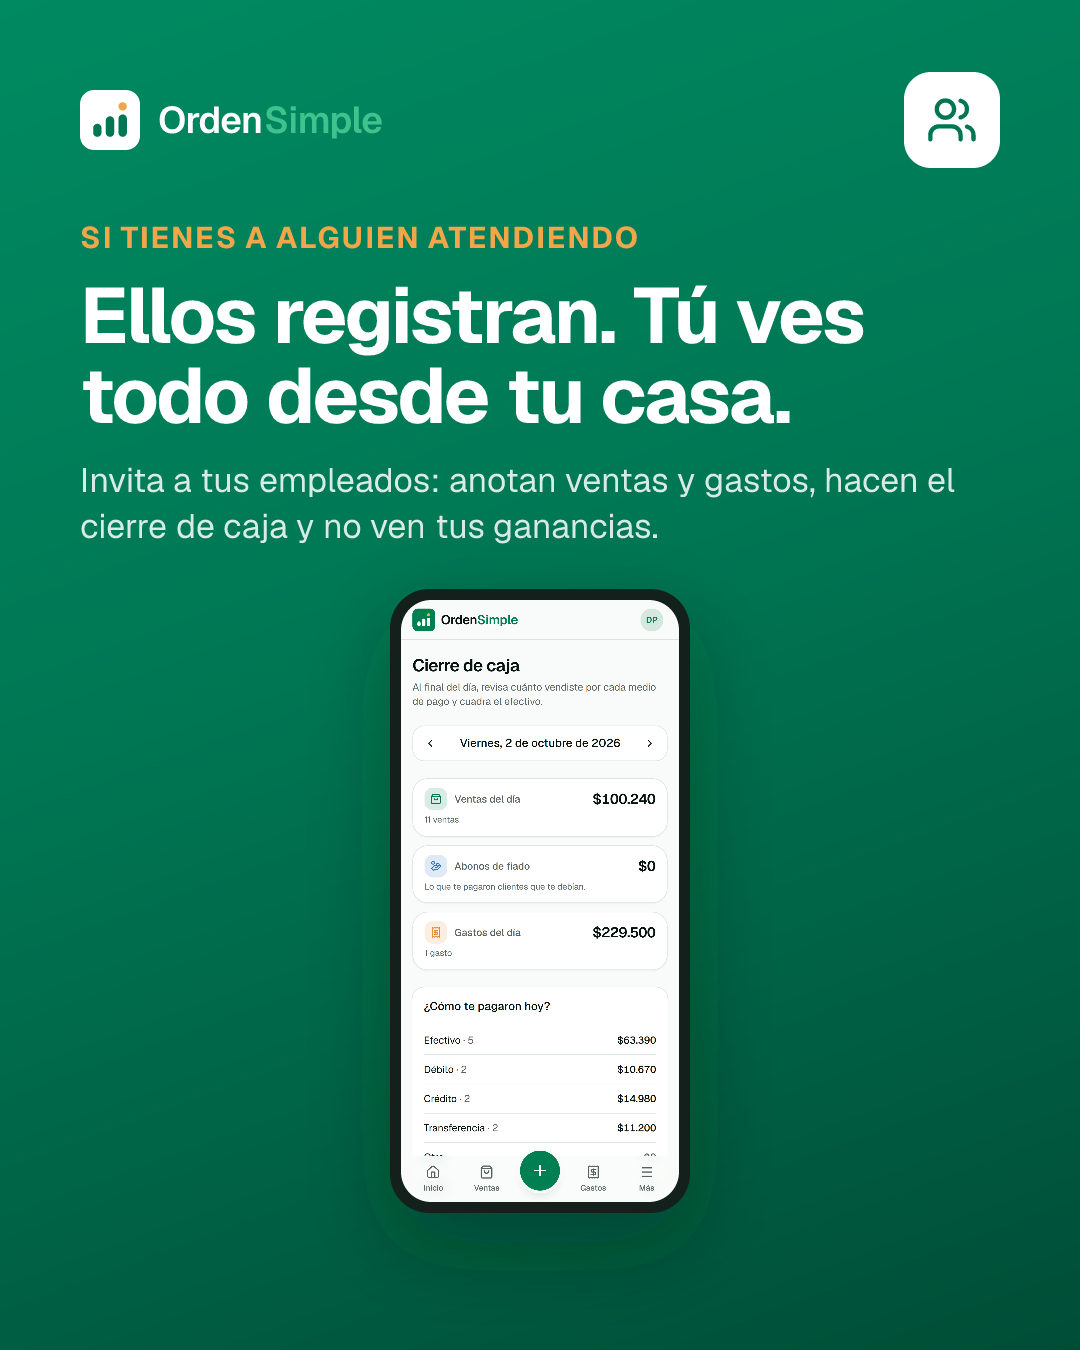 OrdenSimple
SI TIENES A ALGUIEN ATENDIENDO
Ellos registran. Tú ves
todo desde tu casa.
Invita a tus empleados: anotan ventas y gastos, hacen el
cierre de caja y no ven tus ganancias.
OrdenSimple
DP
Cierre de caja
Al final del día, revisa cuánto vendiste por cada medio
de pago y cuadra el efectivo.
Viernes, 2 de octubre de 2026
Ventas del día $100.240
11 ventas
Abonos de fiado $0
Lo que te pagaron clientes que te debían.
Gastos del día $229.500
1 gasto
¿Cómo te pagaron hoy?
Efectivo · 5 $63.390
Débito · 2 $10.670
Crédito · 2 $14.980
Transferencia · 2 $11.200
Inicio Ventas Gastos Más